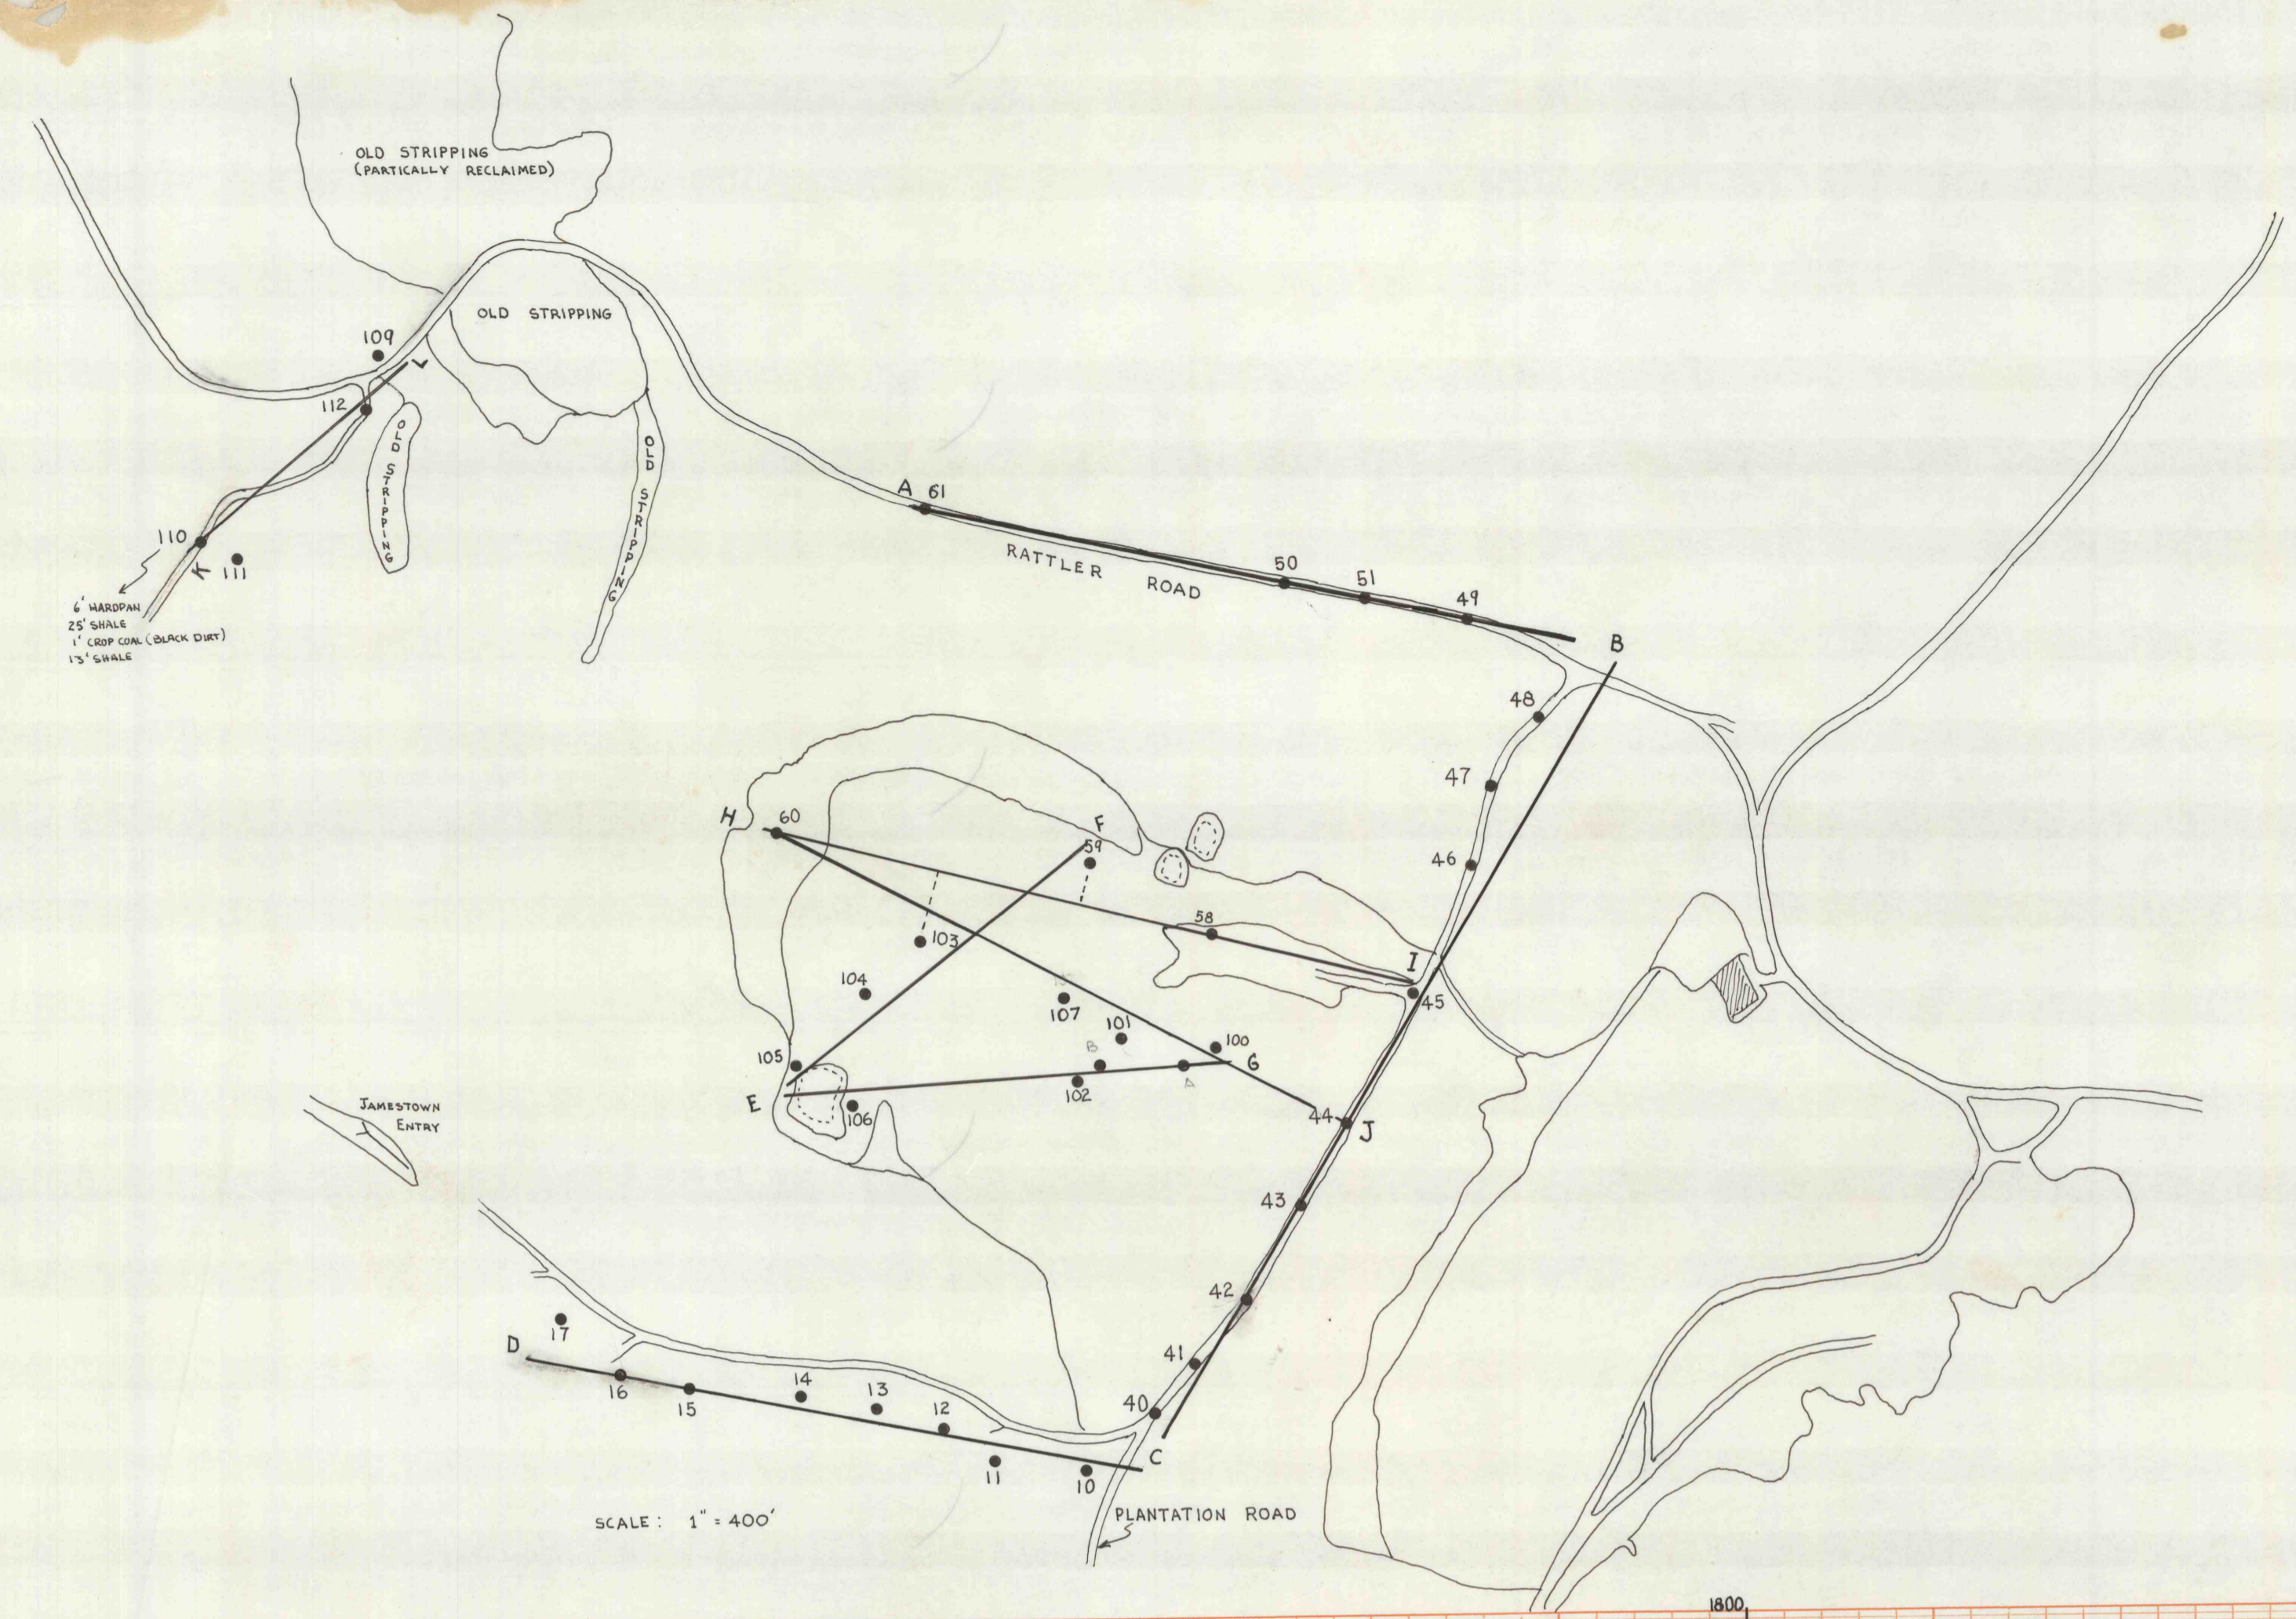 OLD STRIPPING
(PARTICALLY RECLAIMED)
OLD STRIPPING
109
L
112
OLD STRIPPING
OLD STRIPPING
110
K
111
6' HARDPAN
25' SHALE
1' CROP COAL (BLACK DIRT)
13' SHALE
A 61
RATTLER ROAD
50
51
49
B
48
47
46
H
60
F
59
58
I
45
103
104
107
101
100
B
A
G
102
105
E
106
44
J
43
42
41
40
C
JAMESTOWN
ENTRY
17
D
16
15
14
13
12
11
10
PLANTATION ROAD
SCALE: 1" = 400'
1800